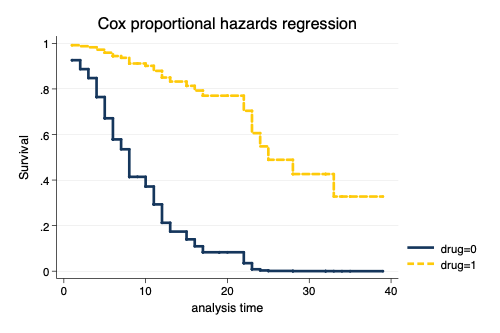 Cox proportional hazards regression
1
.8
.6
.4
.2
0
Survival
0 10 20 30 40
analysis time
drug=0
drug=1